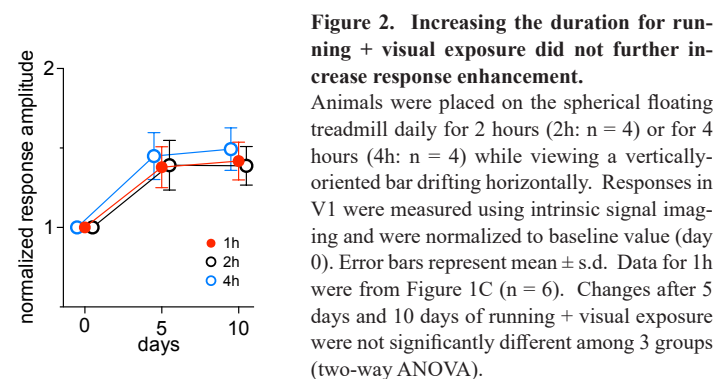 Figure 2. Increasing the duration for run-
ning + visual exposure did not further in-
crease response enhancement.
Animals were placed on the spherical floating
treadmill daily for 2 hours (2h: n = 4) or for 4
hours (4h: n = 4) while viewing a vertically-
oriented bar drifting horizontally. Responses in
V1 were measured using intrinsic signal imag-
ing and were normalized to baseline value (day
0). Error bars represent mean ± s.d. Data for 1h
were from Figure 1C (n = 6). Changes after 5
days and 10 days of running + visual exposure
were not significantly different among 3 groups
(two-way ANOVA).
normalized response amplitude
2
1
1h
2h
4h
0 5 10
days